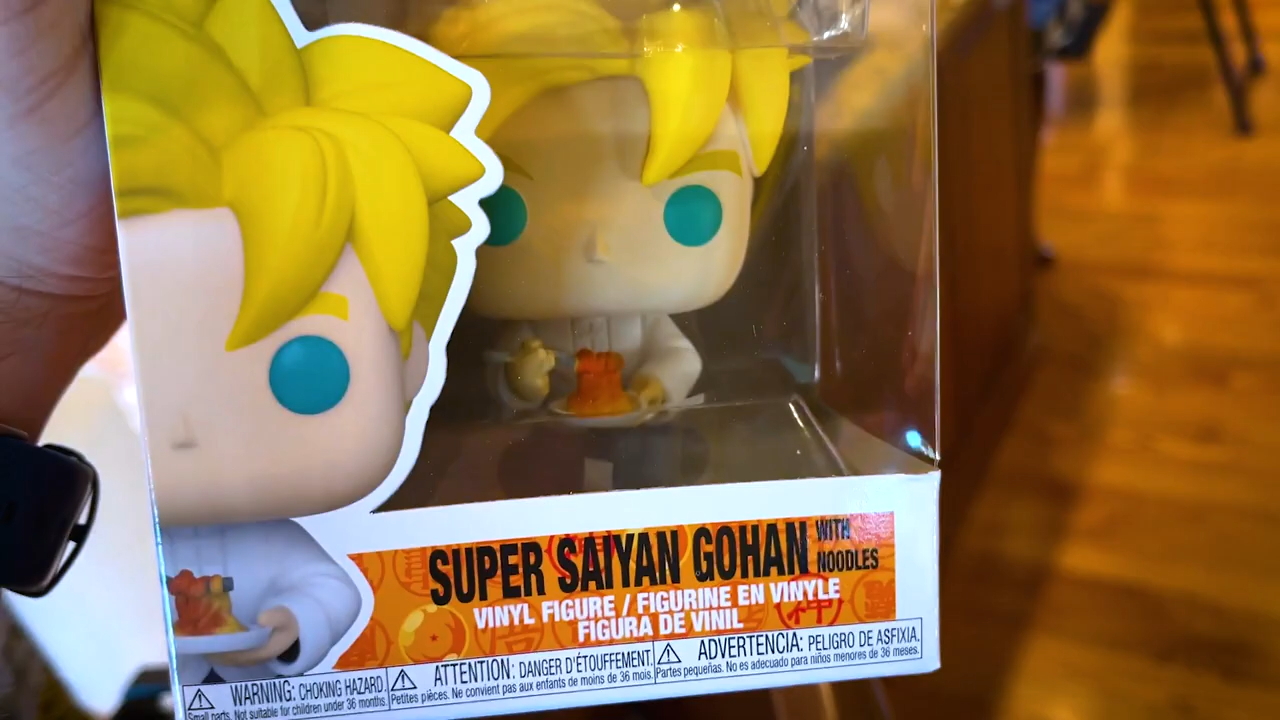 SUPER SAIYAN GOHAN WITH NOODLES
VINYL FIGURE / FIGURINE EN VINYLE
FIGURA DE VINIL
WARNING: CHOKING HAZARD.
Small parts. Not suitable for children under 36 months.
ATTENTION: DANGER D'ÉTOUFFEMENT.
Petites pièces. Ne convient pas aux enfants de moins de 36 mois.
ADVERTENCIA: PELIGRO DE ASFIXIA.
Partes pequeñas. No es adecuado para niños menores de 36 meses.